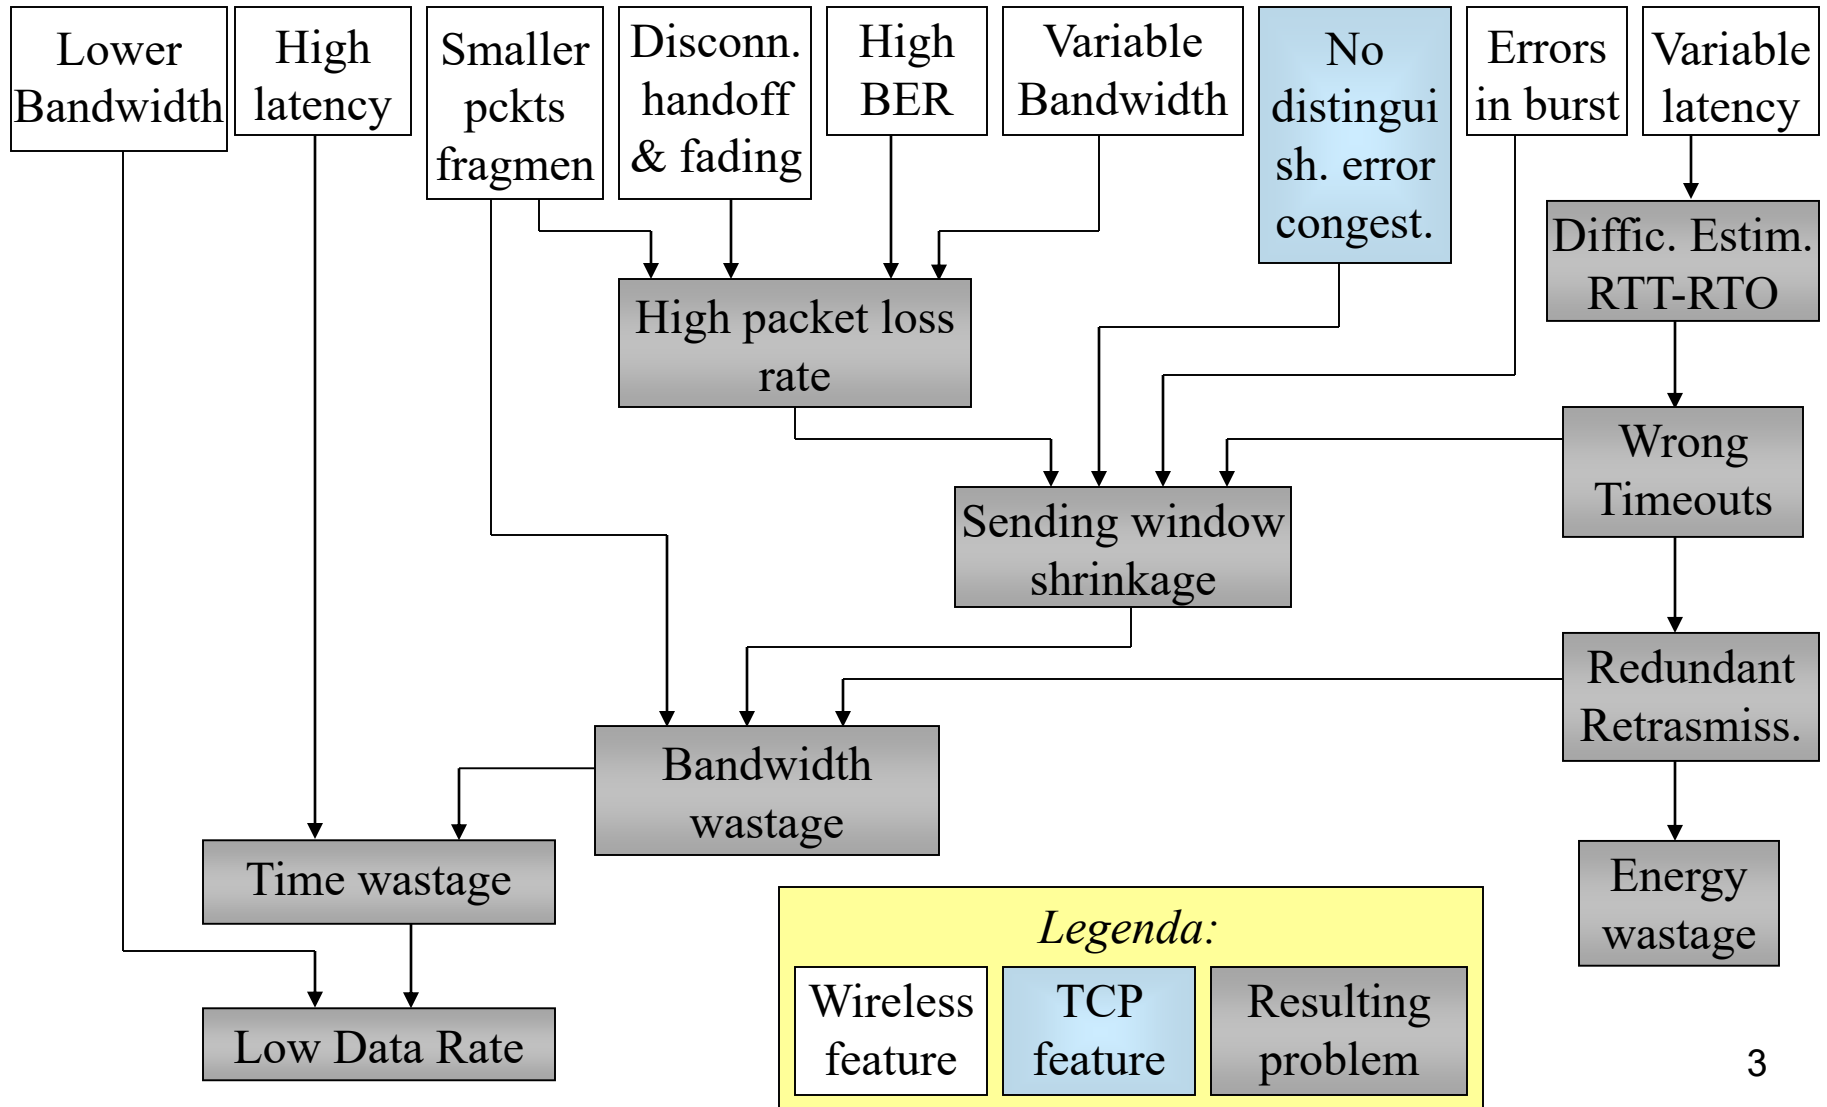 Lower
Bandwidth
High
latency
Smaller
pckts
fragmen
Disconn.
handoff
& fading
High
BER
Variable
Bandwidth
No
distingui
sh. error
congest.
Errors
in burst
Variable
latency
Diffic. Estim.
RTT-RTO
High packet loss
rate
Wrong
Timeouts
Sending window
shrinkage
Redundant
Retrasmiss.
Bandwidth
wastage
Time wastage
Energy
wastage
Low Data Rate
Legenda:
Wireless
feature
TCP
feature
Resulting
problem
3